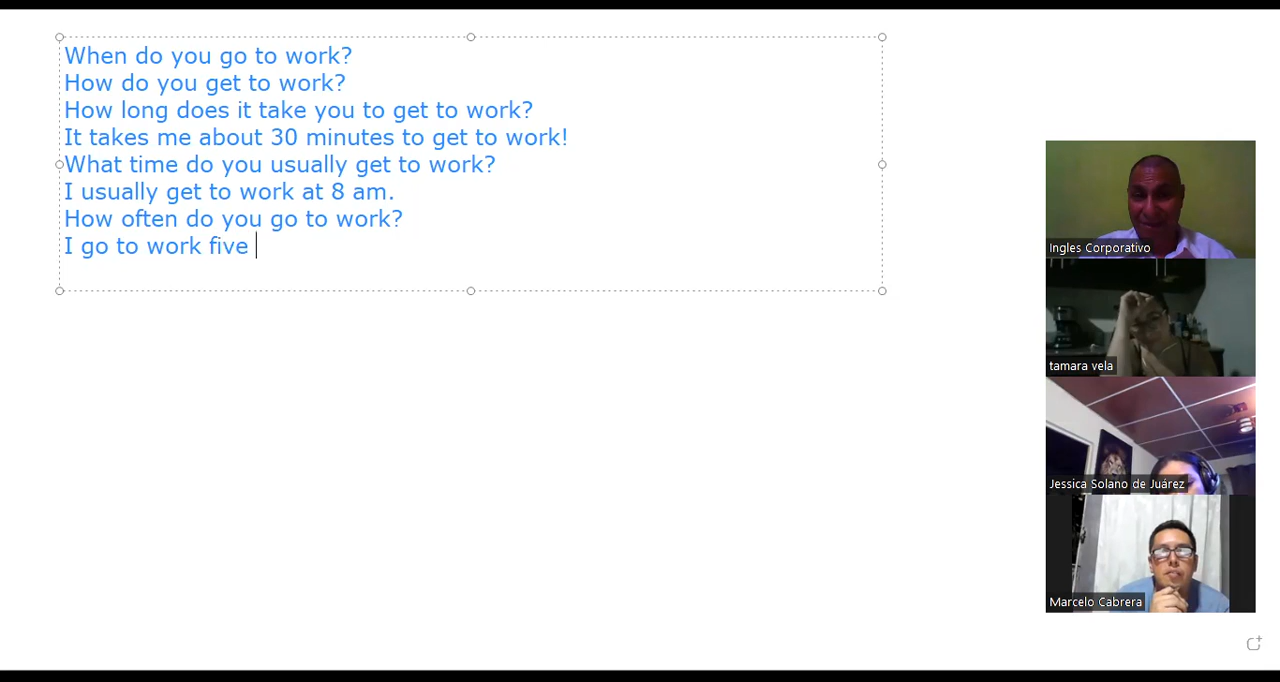 When do you go to work?
How do you get to work?
How long does it take you to get to work?
It takes me about 30 minutes to get to work!
What time do you usually get to work?
I usually get to work at 8 am.
How often do you go to work?
I go to work five
Ingles Corporativo
tamara vela
Jessica Solano de Juárez
Marcelo Cabrera